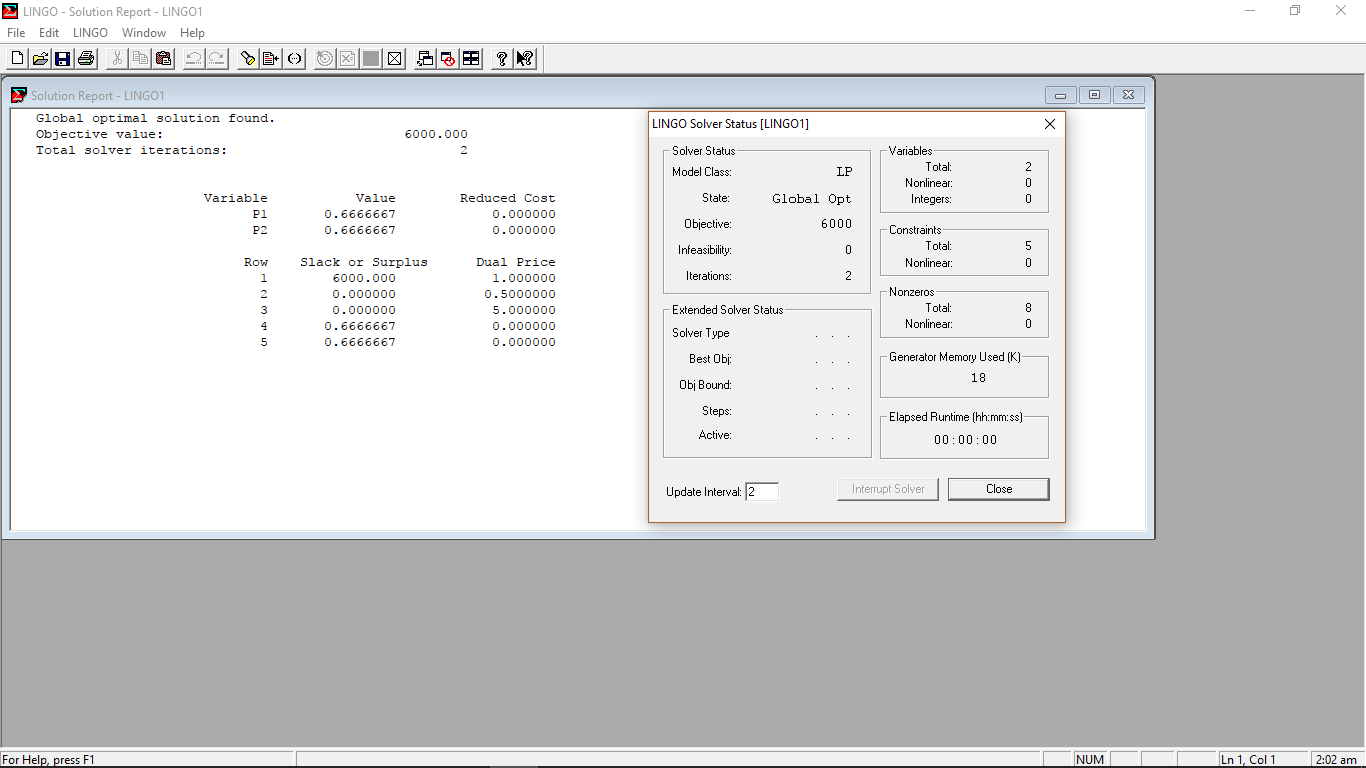 LINGO - Solution Report - LINGO1
File Edit LINGO Window Help
Solution Report - LINGO1
Global optimal solution found.
Objective value: 6000.000
Total solver iterations: 2
Variable Value Reduced Cost
P1 0.6666667 0.000000
P2 0.6666667 0.000000
Row Slack or Surplus Dual Price
1 6000.000 1.000000
2 0.000000 0.5000000
3 0.000000 5.000000
4 0.6666667 0.000000
5 0.6666667 0.000000
LINGO Solver Status [LINGO1]
Solver Status
Model Class: LP
State: Global Opt
Objective: 6000
Infeasibility: 0
Iterations: 2
Extended Solver Status
Solver Type . . .
Best Obj: . . .
Obj Bound: . . .
Steps: . . .
Active: . . .
Variables
Total: 2
Nonlinear: 0
Integers: 0
Constraints
Total: 5
Nonlinear: 0
Nonzeros
Total: 8
Nonlinear: 0
Generator Memory Used (K)
18
Elapsed Runtime (hh:mm:ss)
00:00:00
Update Interval: 2
Interrupt Solver
Close
For Help, press F1
NUM
Ln 1, Col 1
2:02 am